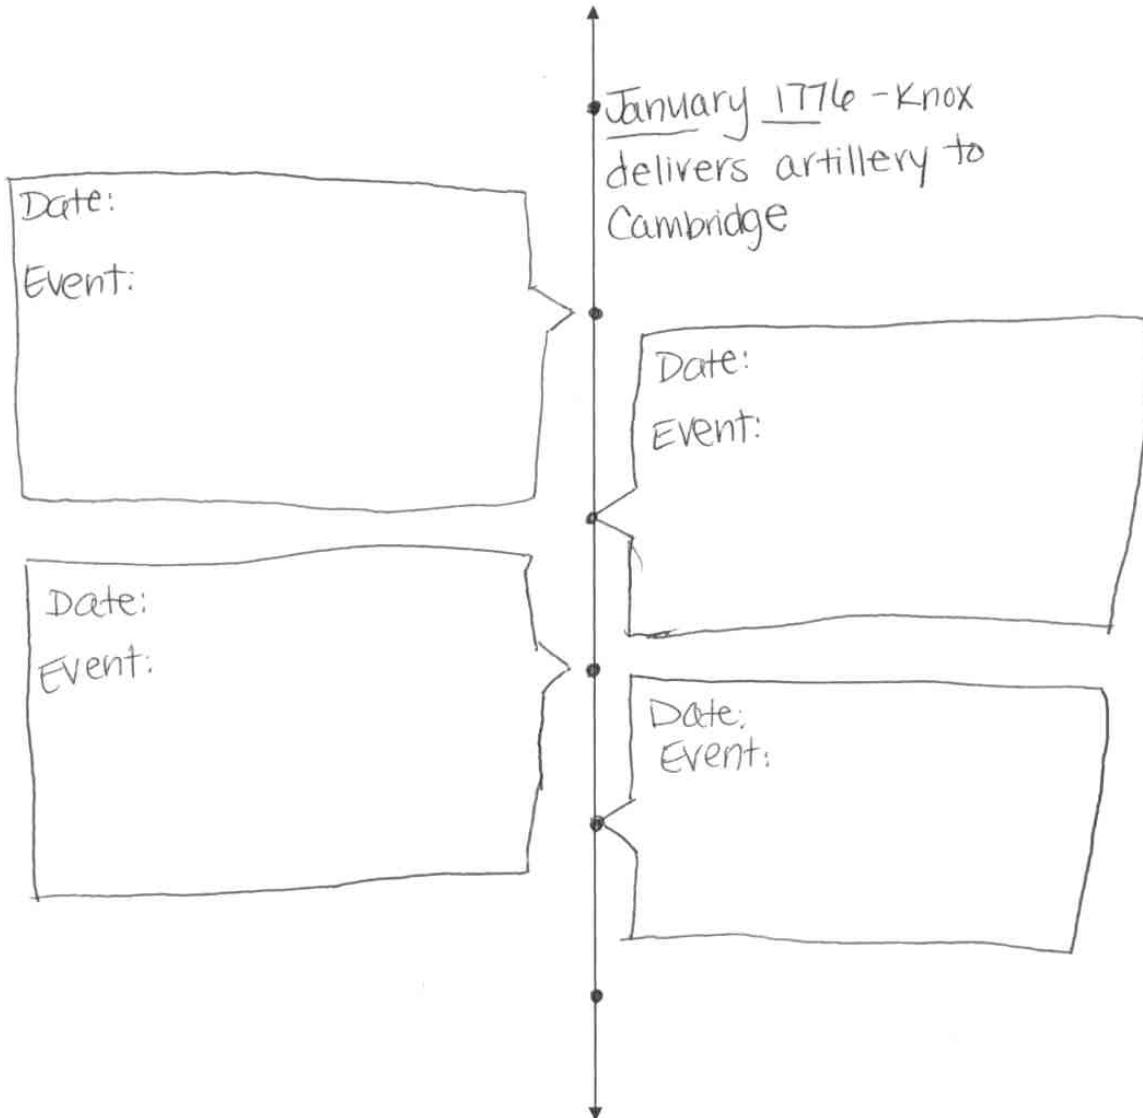 January 1776 - Knox
delivers artillery to
Cambridge
Date:
Event:
Date:
Event:
Date:
Event:
Date:
Event: